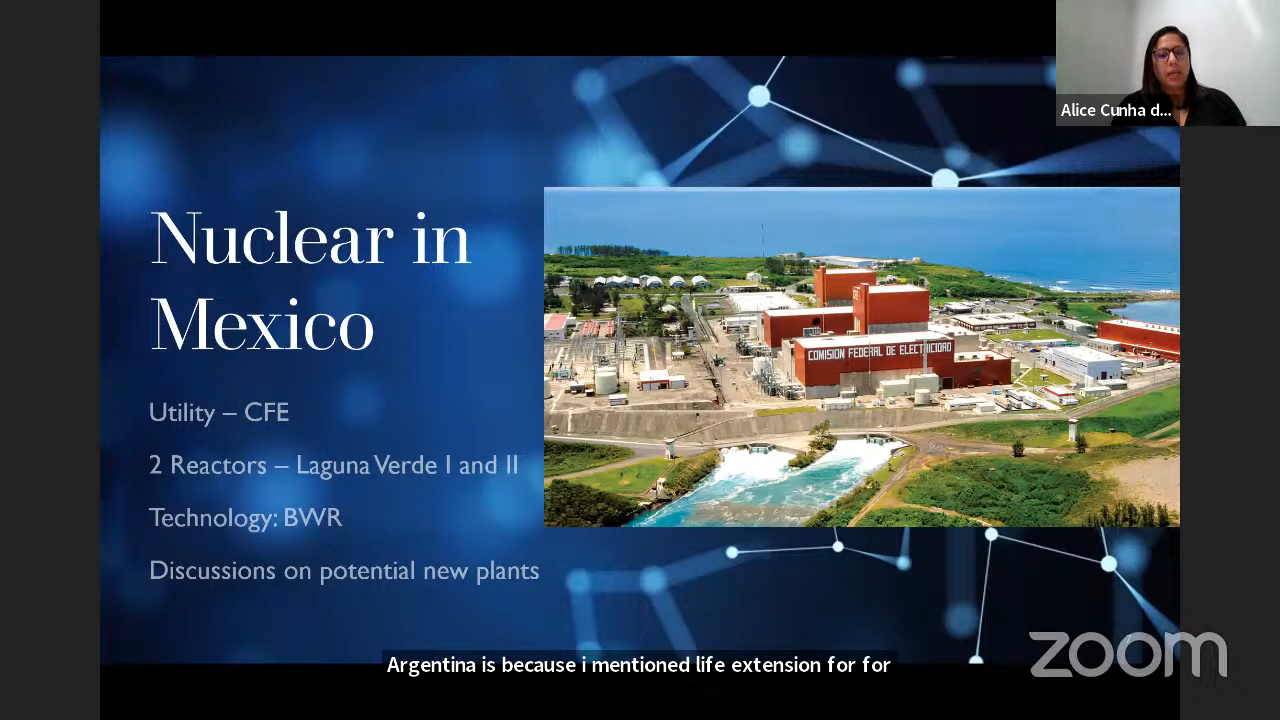 Alice Cunha d...
Nuclear in
Mexico
Utility – CFE
2 Reactors – Laguna Verde I and II
Technology: BWR
Discussions on potential new plants
COMISION FEDERAL DE ELECTRICIDAD
Argentina is because i mentioned life extension for for
zoom